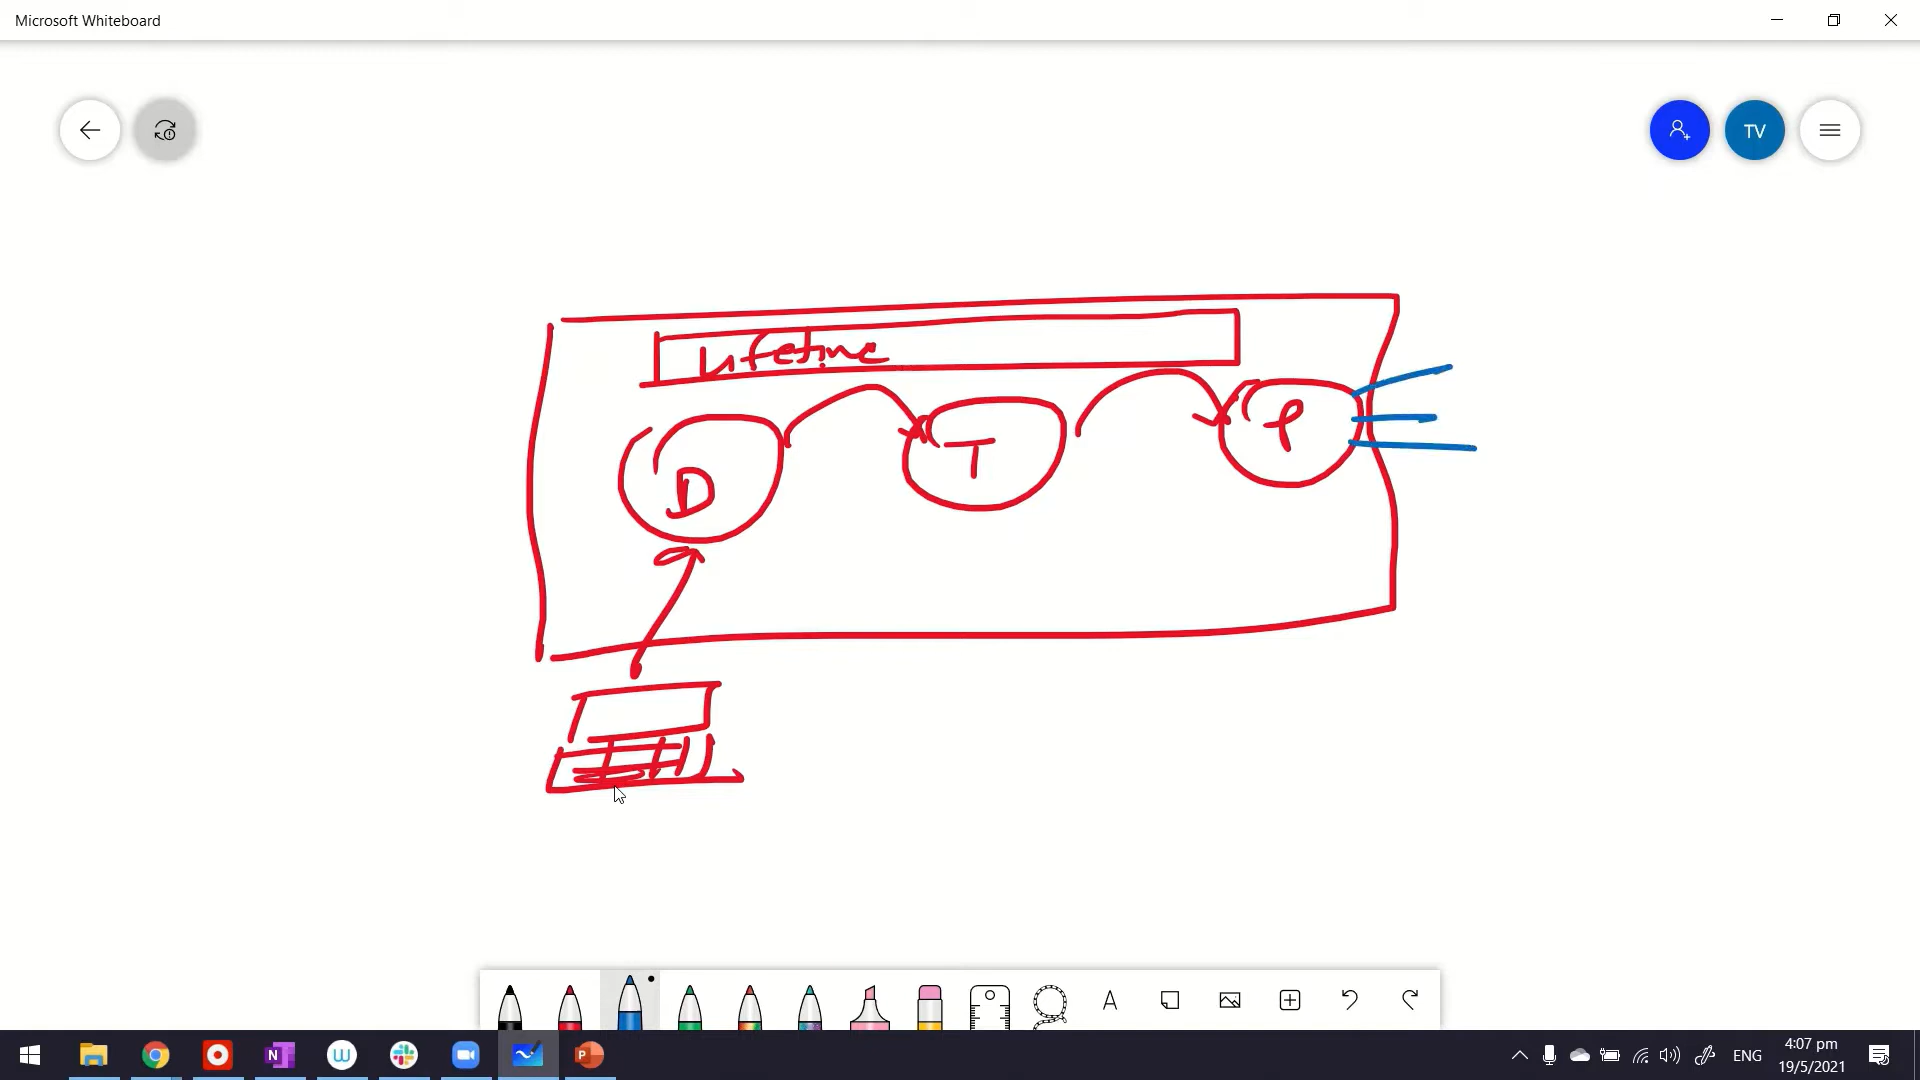 Microsoft Whiteboard
TV
Lifetime
D
T
P
A
N
W
P
ENG
4:07 pm
19/5/2021